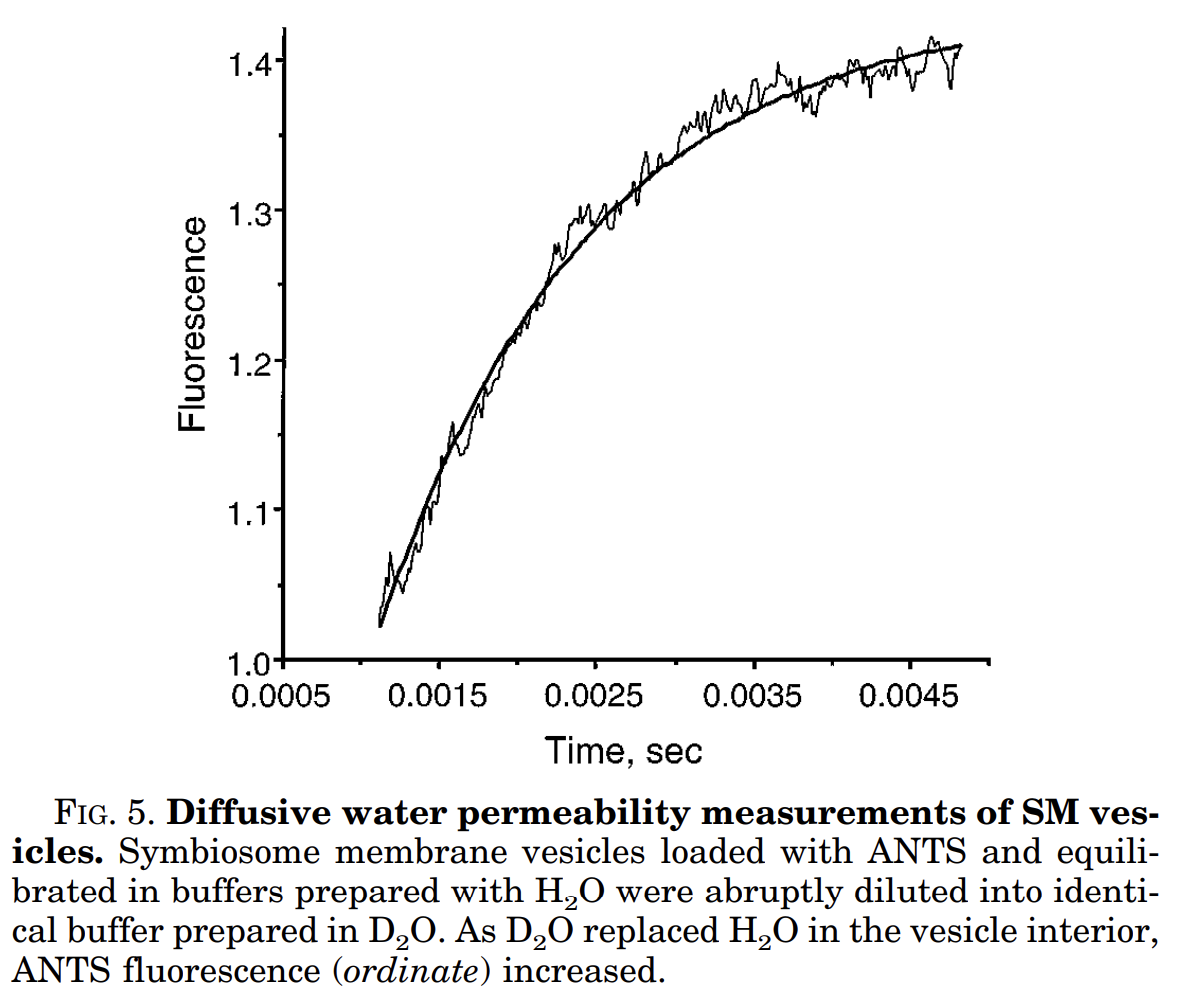 1.4
1.3
1.2
1.1
1.0
Fluorescence
0.0005 0.0015 0.0025 0.0035 0.0045
Time, sec
FIG. 5. Diffusive water permeability measurements of SM ves-
icles. Symbiosome membrane vesicles loaded with ANTS and equili-
brated in buffers prepared with H₂O were abruptly diluted into identi-
cal buffer prepared in D₂O. As D₂O replaced H₂O in the vesicle interior,
ANTS fluorescence (ordinate) increased.